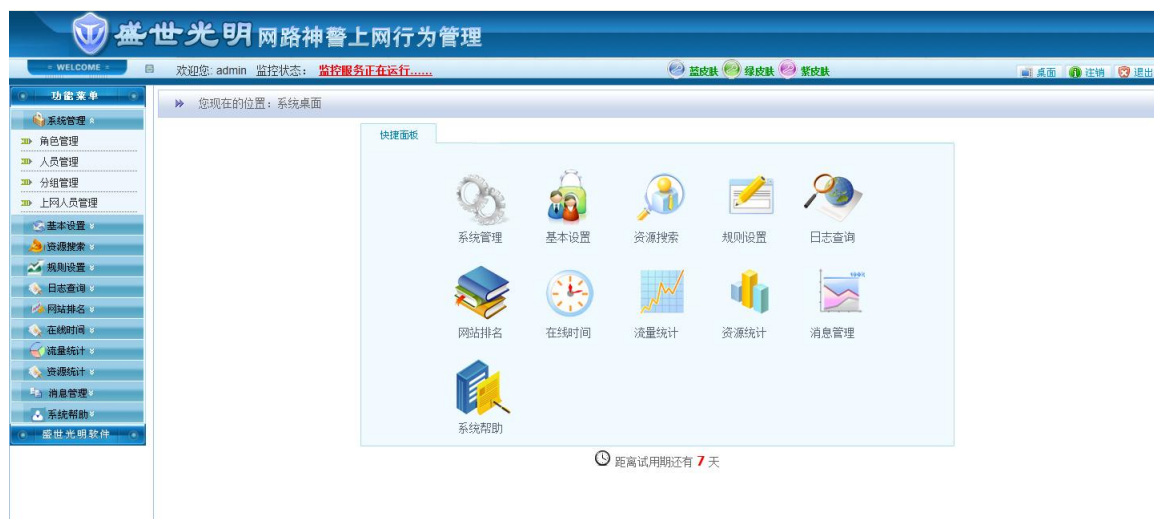 盛世光明网路神警上网行为管理
= WELCOME = 欢迎您: admin 监控状态： 监控服务正在运行...... 蓝皮肤 绿皮肤 紫皮肤 桌面 注销 退出
功能菜单
您现在的位置：系统桌面
系统管理
角色管理
人员管理
分组管理
上网人员管理
基本设置
资源搜索
规则设置
日志查询
网站排名
在线时间
流量统计
资源统计
消息管理
系统帮助
盛世光明软件
快捷面板
系统管理 基本设置 资源搜索 规则设置 日志查询
网站排名 在线时间 流量统计 资源统计 消息管理
系统帮助
距离试用期还有 7 天